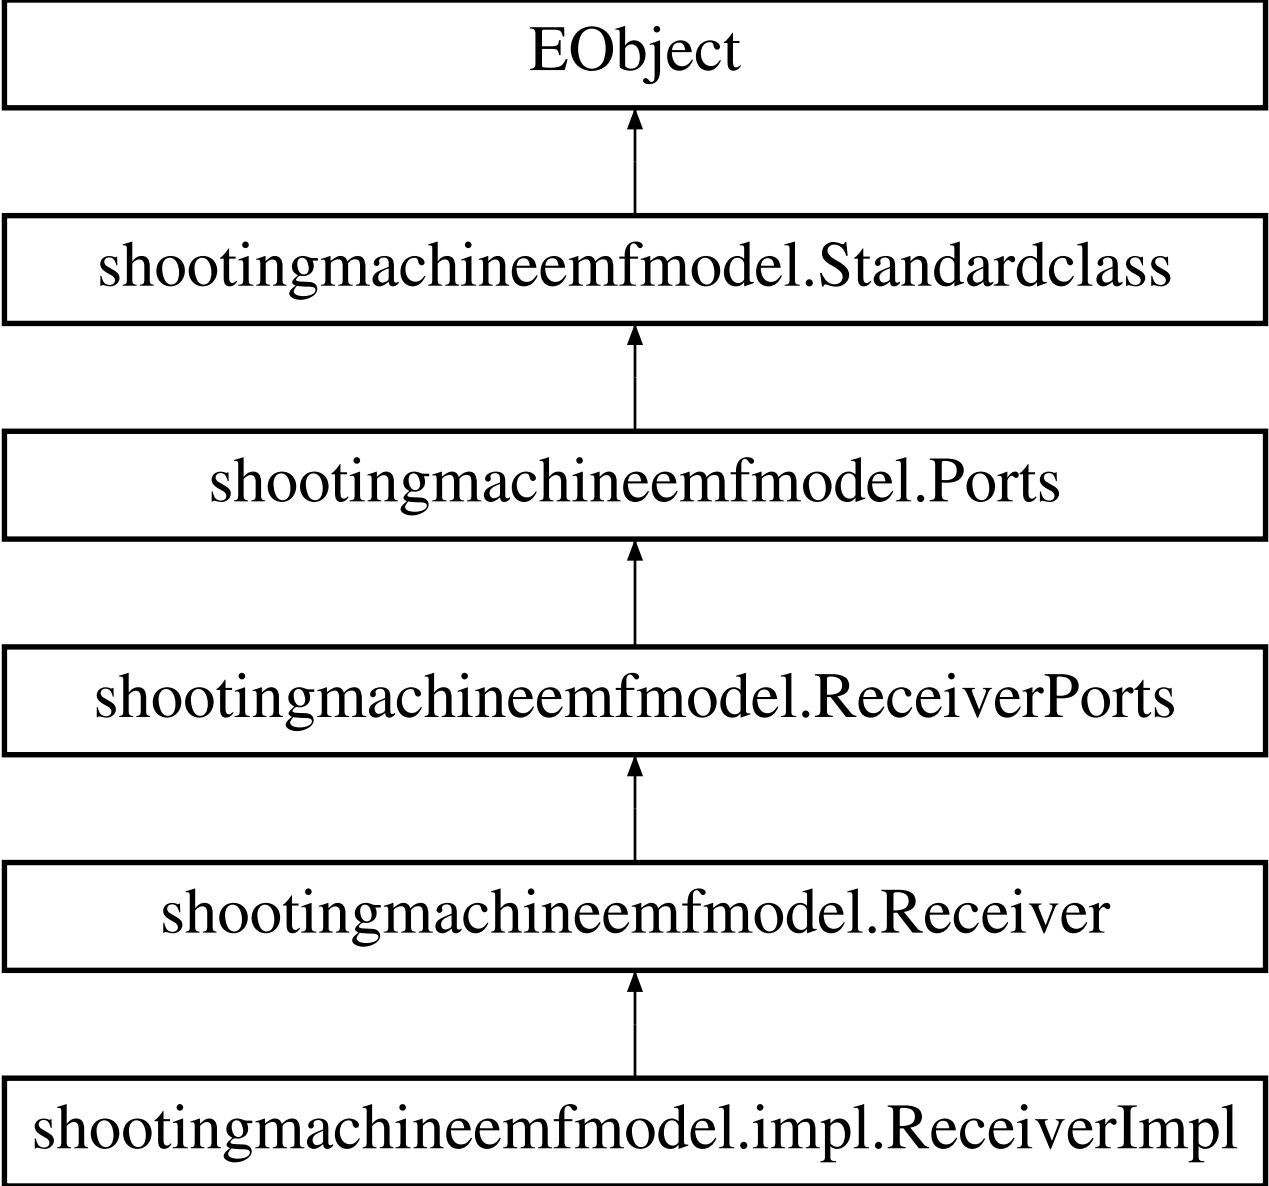 EObject
shootingmachineemfmodel.Standardclass
shootingmachineemfmodel.Ports
shootingmachineemfmodel.ReceiverPorts
shootingmachineemfmodel.Receiver
shootingmachineemfmodel.impl.ReceiverImpl